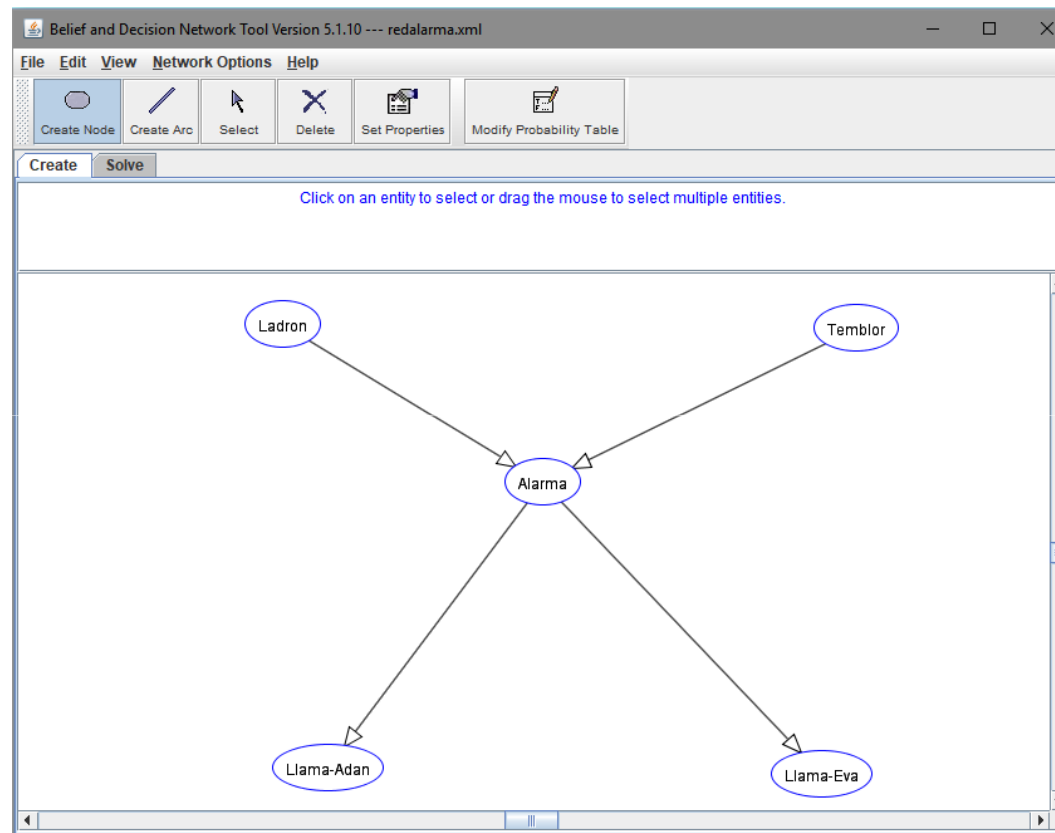 Belief and Decision Network Tool Version 5.1.10 --- redalarma.xml
File Edit View Network Options Help
Create Node Create Arc Select Delete Set Properties Modify Probability Table
Create Solve
Click on an entity to select or drag the mouse to select multiple entities.
Ladron
Temblor
Alarma
Llama-Adan
Llama-Eva